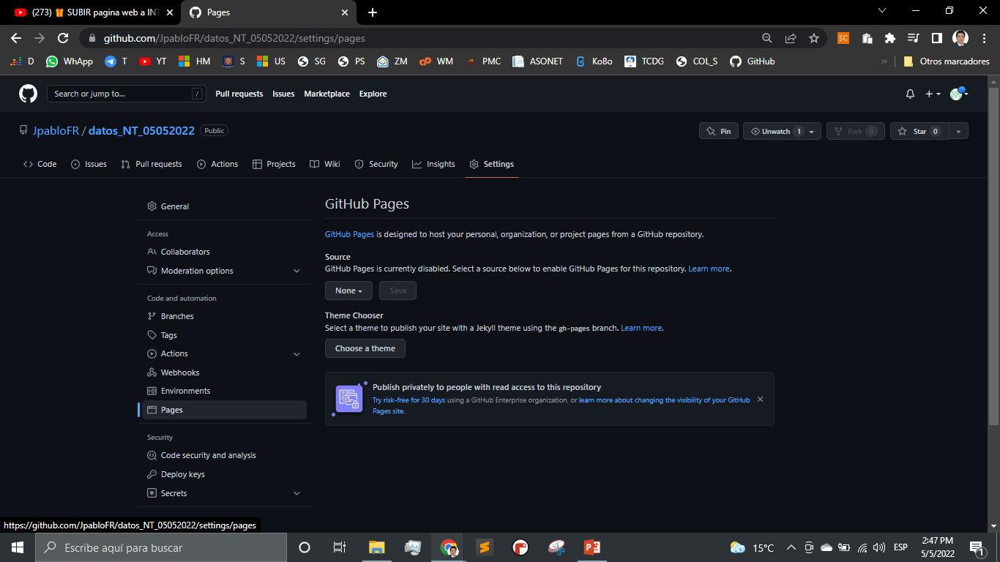 (273) 🎁 SUBIR pagina web a INT
Pages
github.com/JpabloFR/datos_NT_05052022/settings/pages
SC
D
WhApp
T
YT
HM
S
US
SG
PS
ZM
WM
PMC
ASONET
KoBo
TCDG
COL_S
GitHub
»
Otros marcadores
Search or jump to...
/
Pull requests
Issues
Marketplace
Explore
JpabloFR / datos_NT_05052022
Public
Pin
Unwatch 1
Fork 0
Star 0
Code
Issues
Pull requests
Actions
Projects
Wiki
Security
Insights
Settings
General
Access
Collaborators
Moderation options
Code and automation
Branches
Tags
Actions
Webhooks
Environments
Pages
Security
Code security and analysis
Deploy keys
Secrets
GitHub Pages
GitHub Pages is designed to host your personal, organization, or project pages from a GitHub repository.
Source
GitHub Pages is currently disabled. Select a source below to enable GitHub Pages for this repository. Learn more.
None
Save
Theme Chooser
Select a theme to publish your site with a Jekyll theme using the gh-pages branch. Learn more.
Choose a theme
Publish privately to people with read access to this repository
Try risk-free for 30 days using a GitHub Enterprise organization, or learn more about changing the visibility of your GitHub
Pages site.
https://github.com/JpabloFR/datos_NT_05052022/settings/pages
Escribe aquí para buscar
15°C
ESP
2:47 PM
5/5/2022
1